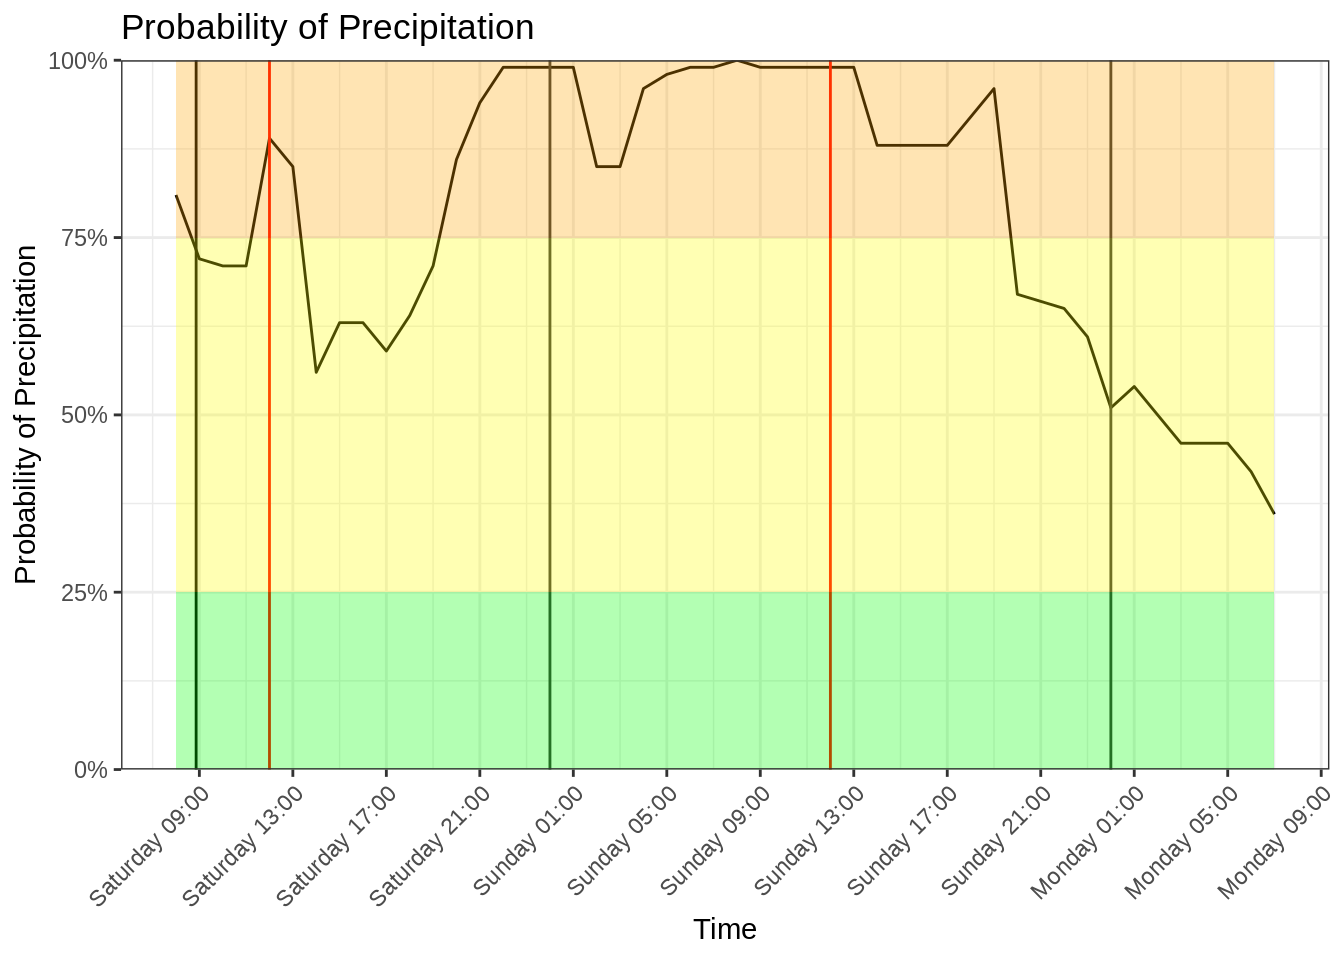 Probability of Precipitation
Probability of Precipitation
100%
75%
50%
25%
0%
Saturday 09:00
Saturday 13:00
Saturday 17:00
Saturday 21:00
Sunday 01:00
Sunday 05:00
Sunday 09:00
Sunday 13:00
Sunday 17:00
Sunday 21:00
Monday 01:00
Monday 05:00
Monday 09:00
Time